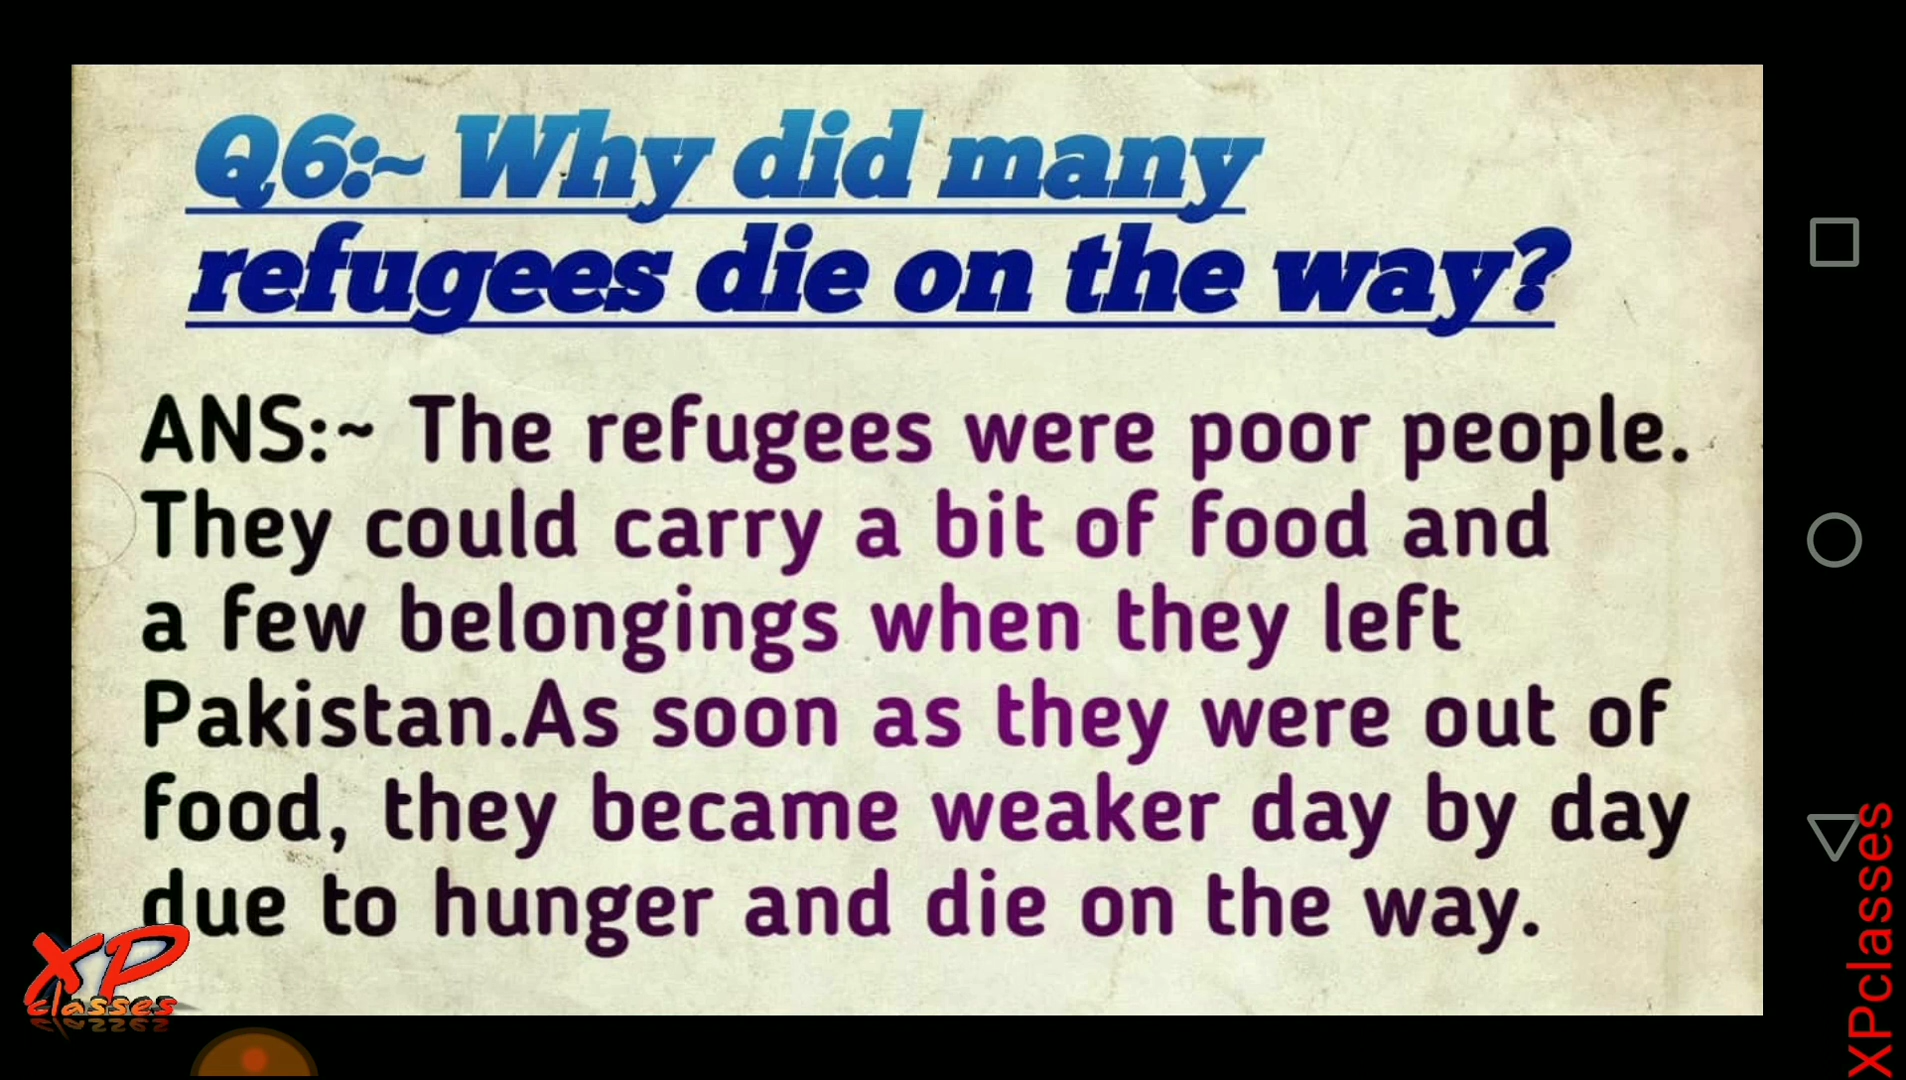 Q6:~ Why did many
refugees die on the way?
ANS:~ The refugees were poor people.
They could carry a bit of food and
a few belongings when they left
Pakistan.As soon as they were out of
food, they became weaker day by day
due to hunger and die on the way.
XP
classes
XPclasses